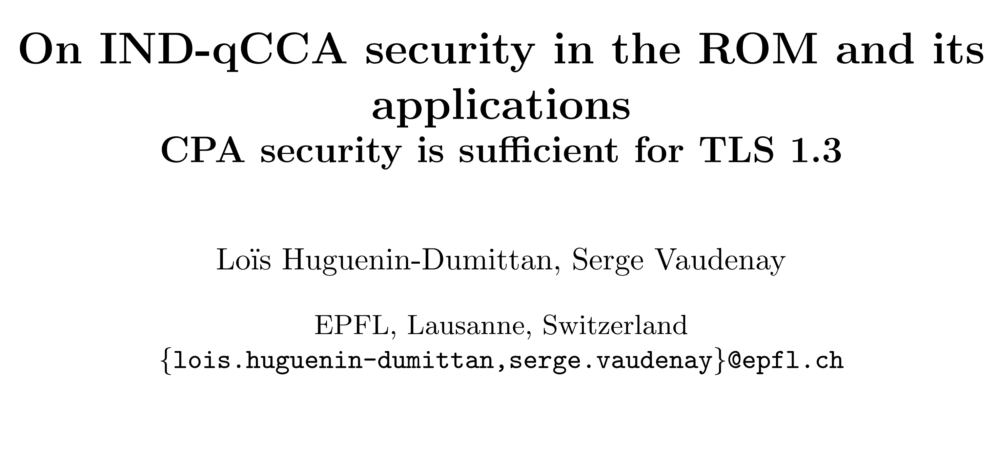 On IND-qCCA security in the ROM and its
applications
CPA security is sufficient for TLS 1.3
Loïs Huguenin-Dumittan, Serge Vaudenay
EPFL, Lausanne, Switzerland
{lois.huguenin-dumittan,serge.vaudenay}@epfl.ch